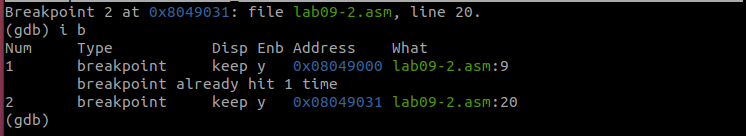 Breakpoint 2 at 0x8049031: file lab09-2.asm, line 20.
(gdb) i b
Num     Type           Disp Enb Address    What
1       breakpoint     keep y   0x08049000 lab09-2.asm:9
        breakpoint already hit 1 time
2       breakpoint     keep y   0x08049031 lab09-2.asm:20
(gdb)